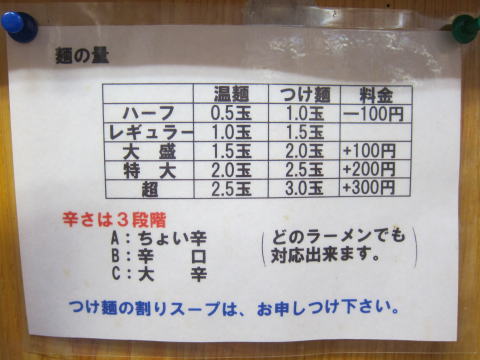 麺の量
温麺 つけ麺 料金
ハーフ 0.5玉 1.0玉 －100円
レギュラー 1.0玉 1.5玉
大 盛 1.5玉 2.0玉 +100円
特 大 2.0玉 2.5玉 +200円
超 2.5玉 3.0玉 +300円
辛さは３段階
A：ちょい辛
B：辛 口
C：大 辛
（どのラーメンでも
対応出来ます。）
つけ麺の割りスープは、お申しつけ下さい。